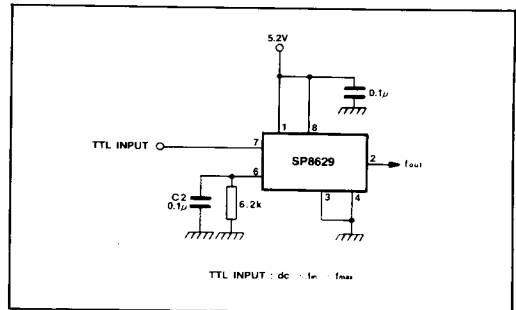 5.2V
0.1μ
1 8
TTL INPUT
7
SP8629
2
fout
6
C2
0.1μ
6.2k
3 4
TTL INPUT : dc fin fmax